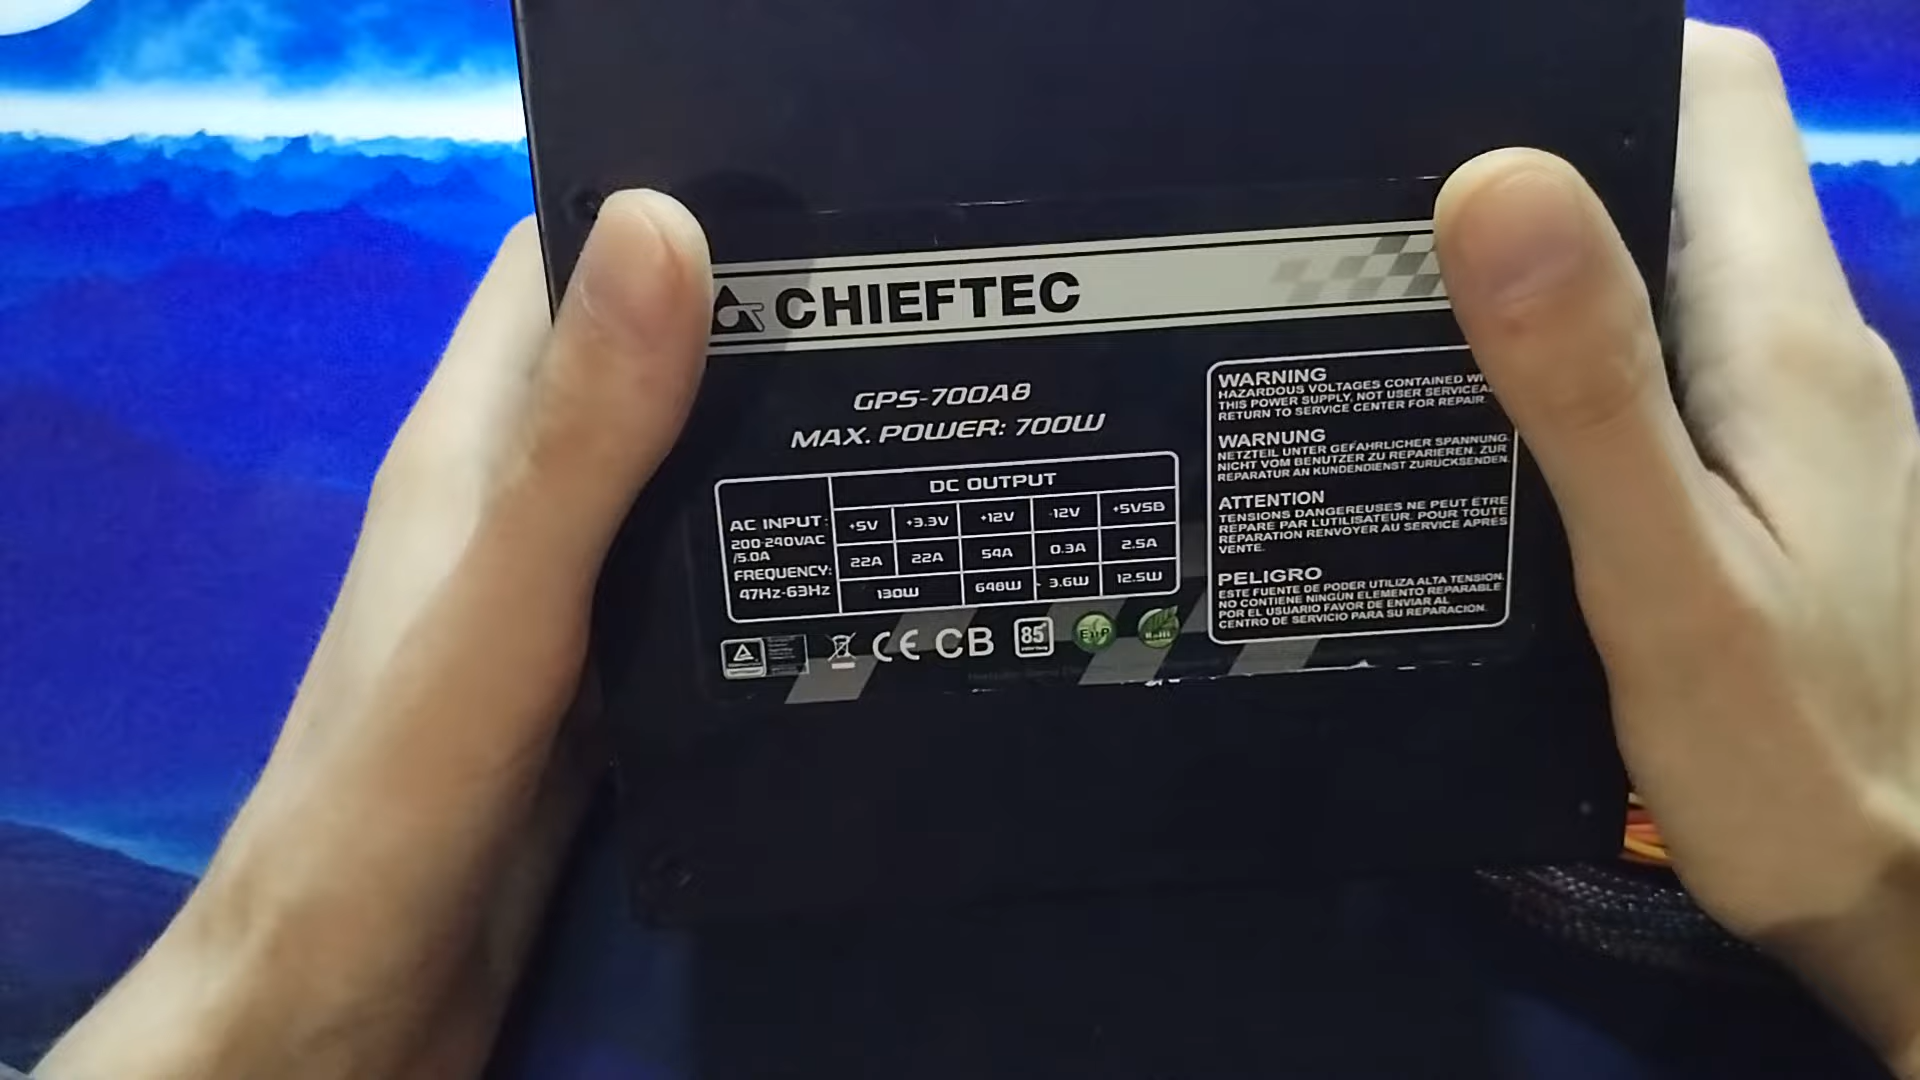 CHIEFTEC
GPS-700A8
MAX. POWER: 700W
AC INPUT:
200-240VAC
/5.0A
FREQUENCY:
47Hz-63Hz
DC OUTPUT
+5V +3.3V +12V -12V +5VSB
22A 22A 54A 0.3A 2.5A
130W 648W 3.6W 12.5W
CE CB 85 ErP RoHS
WARNING
HAZARDOUS VOLTAGES CONTAINED
THIS POWER SUPPLY, NOT USER
RETURN TO SERVICE CENTER FOR REPAIR.
WARNUNG
NETZTEIL UNTER GEFAHRLICHER SPANNUNG.
NICHT VOM BENUTZER ZU REPARIEREN. ZUR
REPARATUR AN KUNDENDIENST ZURÜCKSENDEN.
ATTENTION
TENSIONS DANGEREUSES NE PEUT ÊTRE
REPARE PAR L'UTILISATEUR. POUR TOUTE
REPARATION RENVOYER AU SERVICE APRES
VENTE.
PELIGRO
ESTE FUENTE DE PODER UTILIZA ALTA TENSION.
NO CONTIENE NINGÚN ELEMENTO REPARABLE
POR EL USUARIO FAVOR DE ENVIAR AL
CENTRO DE SERVICIO PARA SU REPARACION.